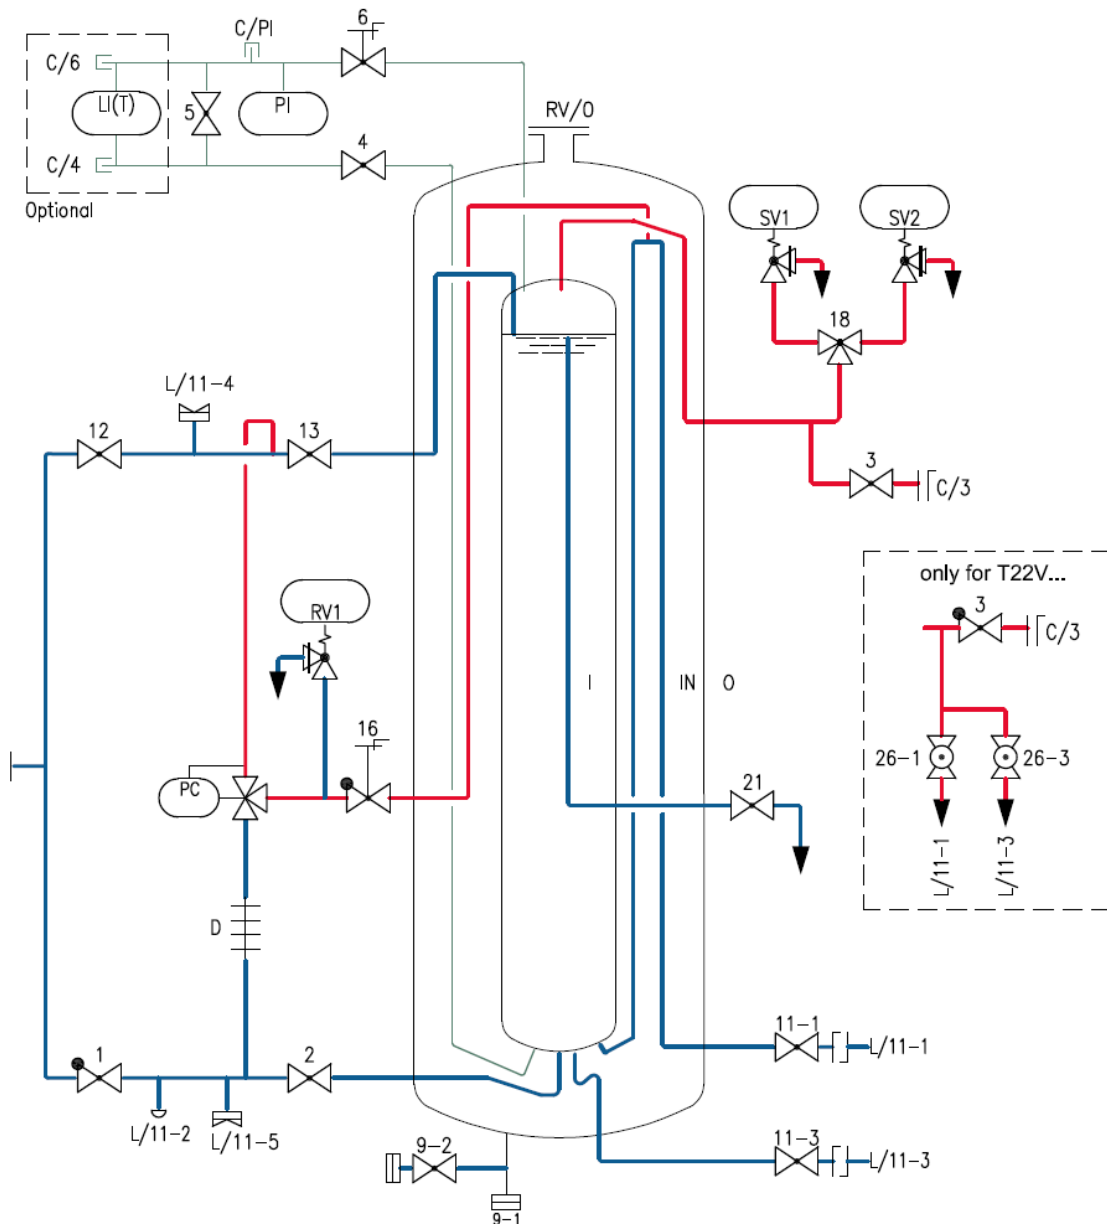 C/PI
6
C/6
LI(T)
5
PI
RV/O
4
C/4
Optional
SV1
SV2
18
L/11-4
12
13
3
C/3
only for T22V...
3
C/3
RV1
I
IN
O
16
26-1
26-3
PC
21
L/11-1
L/11-3
D
11-1
L/11-1
1
2
L/11-2
L/11-5
9-2
11-3
L/11-3
9-1